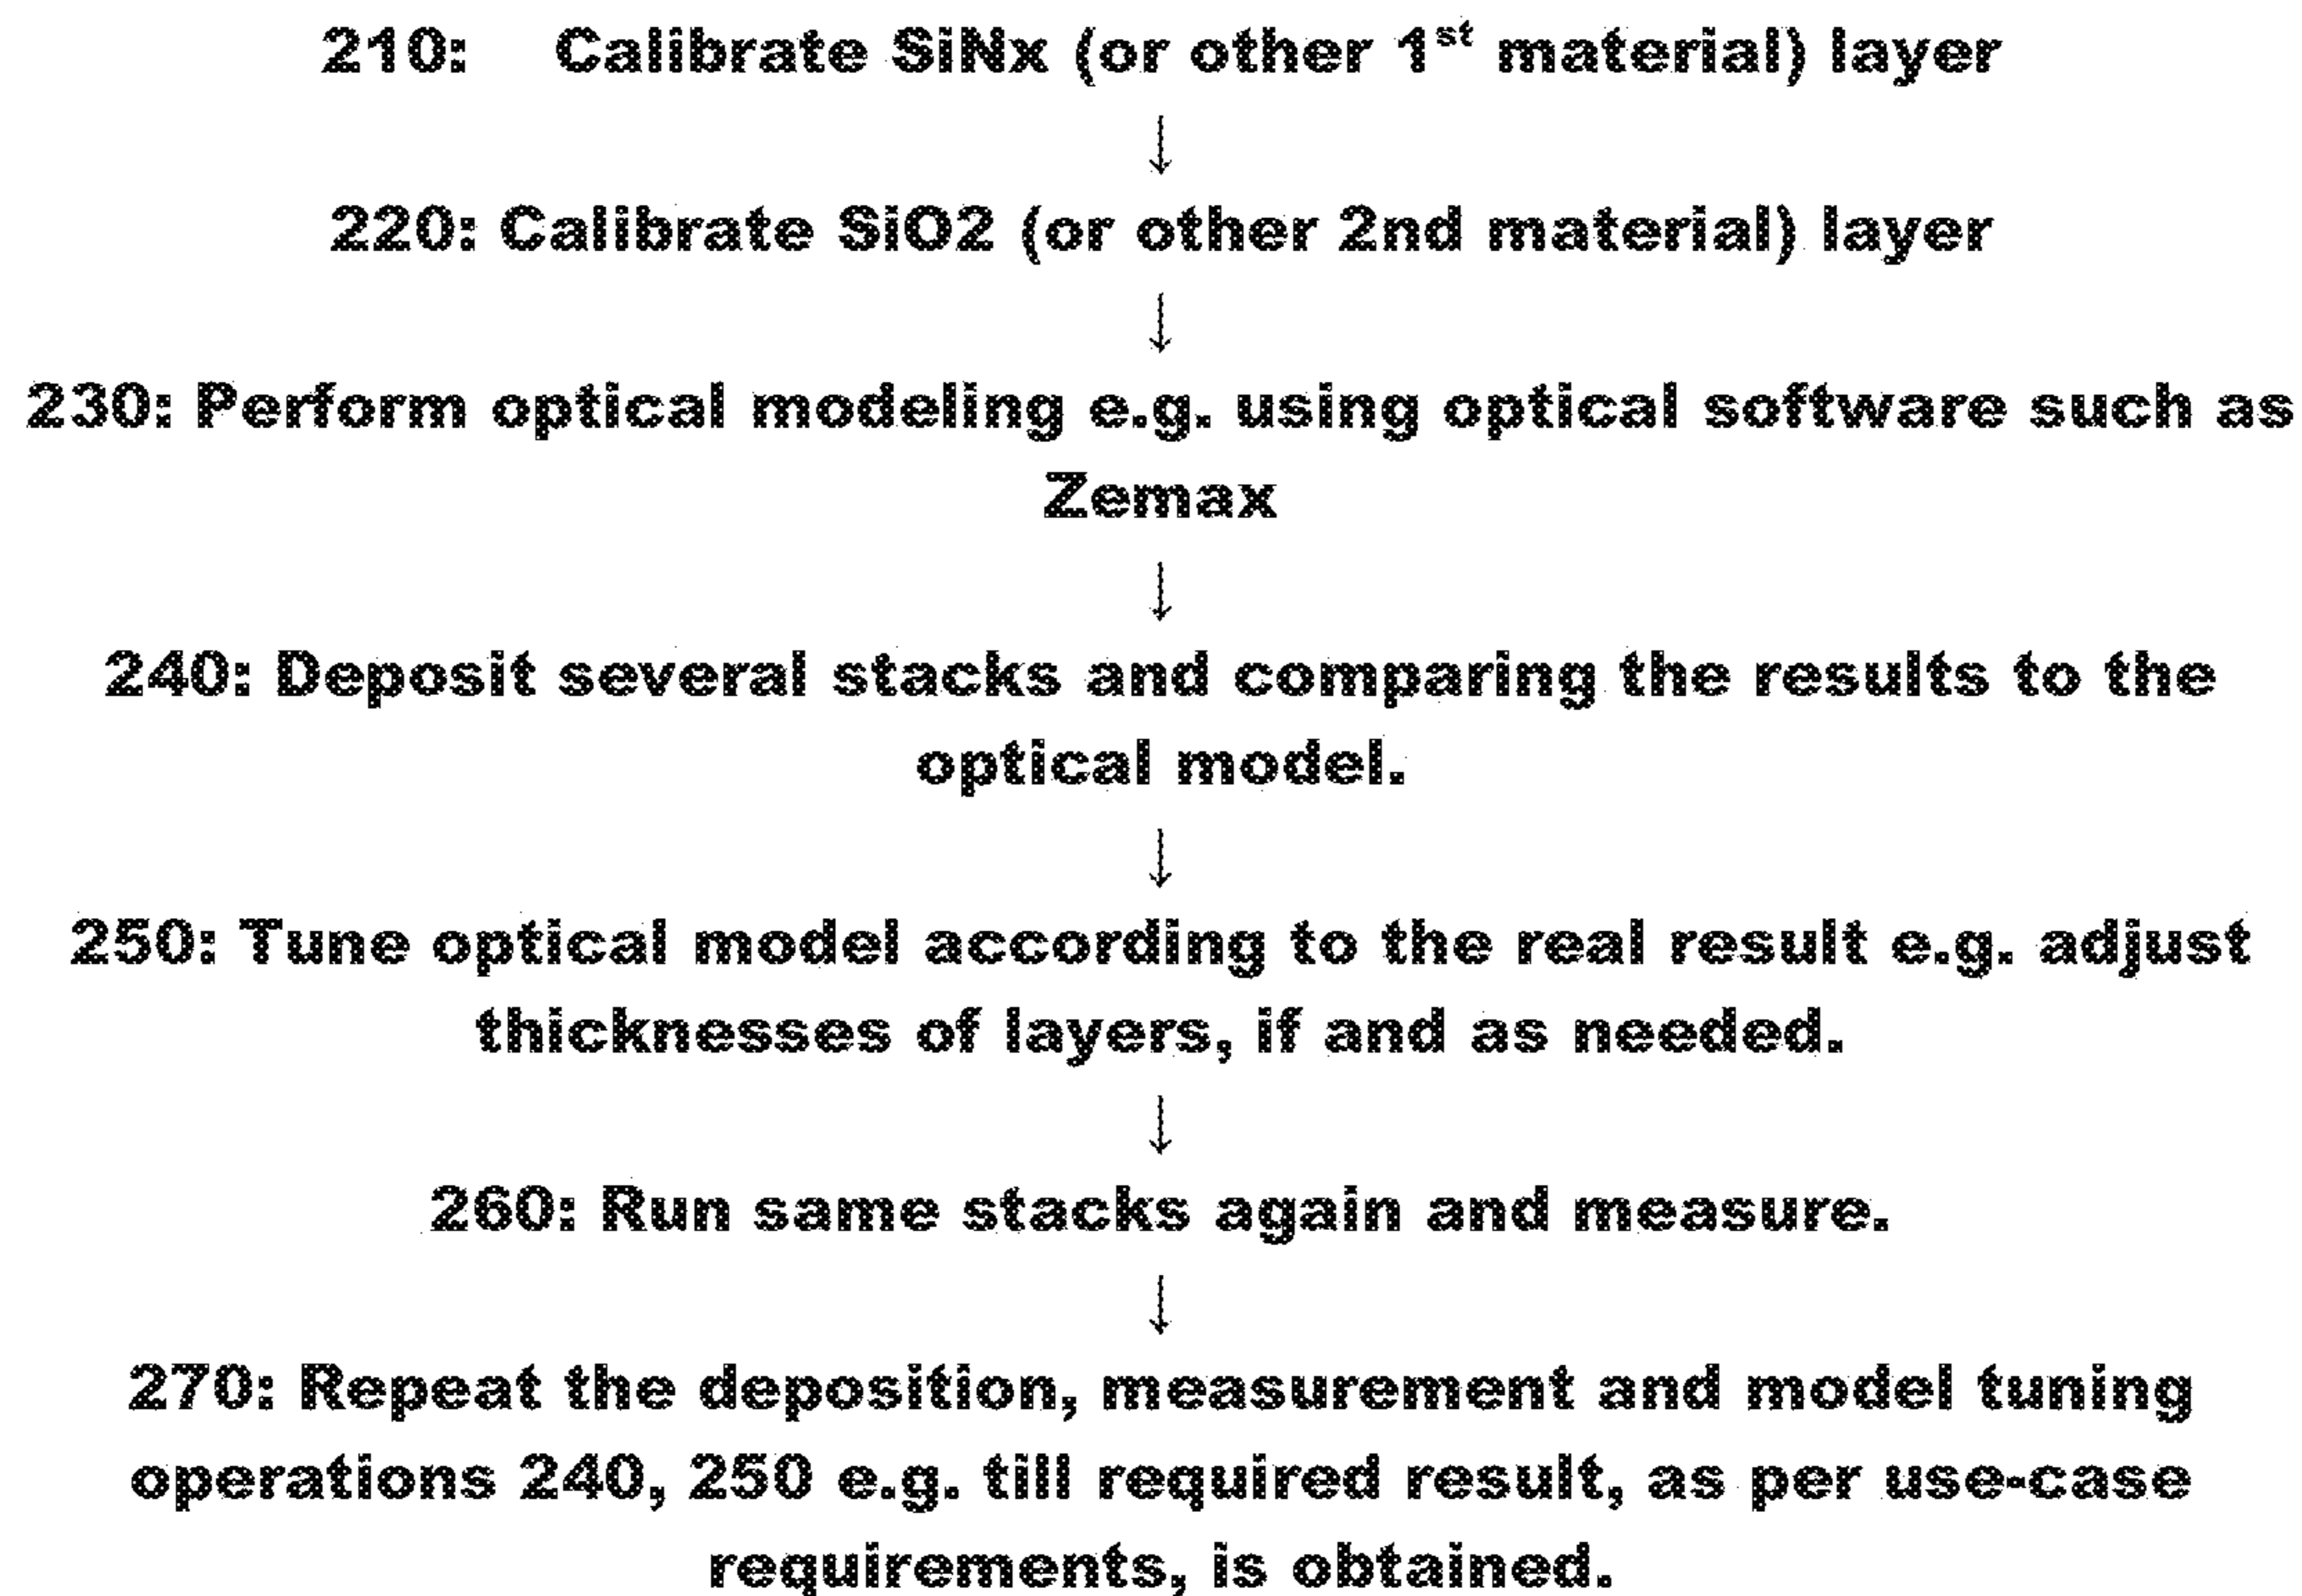 210: Calibrate SiNx (or other 1st material) layer
↓
220: Calibrate SiO2 (or other 2nd material) layer
↓
230: Perform optical modeling e.g. using optical software such as
Zemax
↓
240: Deposit several stacks and comparing the results to the
optical model.
↓
250: Tune optical model according to the real result e.g. adjust
thicknesses of layers, if and as needed.
↓
260: Run same stacks again and measure.
↓
270: Repeat the deposition, measurement and model tuning
operations 240, 250 e.g. till required result, as per use-case
requirements, is obtained.